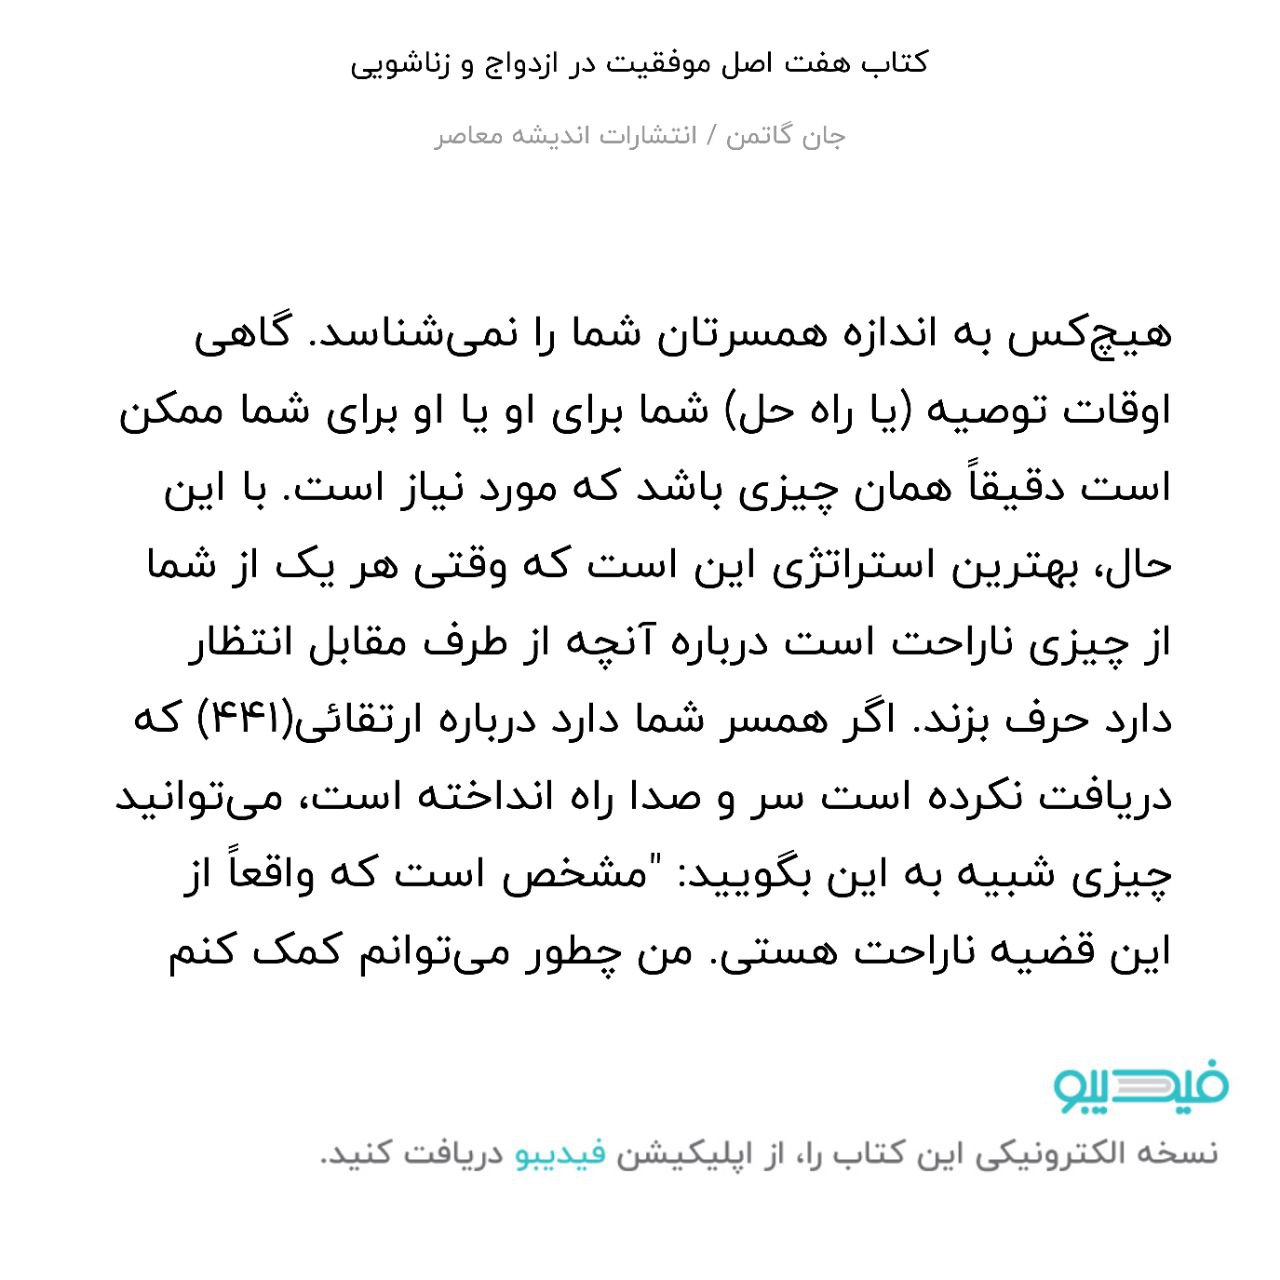 کتاب هفت اصل موفقیت در ازدواج و زناشویی
جان گاتمن / انتشارات اندیشه معاصر
هیچ‌کس به اندازه همسرتان شما را نمی‌شناسد. گاهی
اوقات توصیه (یا راه حل) شما برای او یا او برای شما ممکن
است دقیقاً همان چیزی باشد که مورد نیاز است. با این
حال، بهترین استراتژی این است که وقتی هر یک از شما
از چیزی ناراحت است درباره آنچه از طرف مقابل انتظار
دارد حرف بزند. اگر همسر شما دارد درباره ارتقائی(۴۴۱) که
دریافت نکرده است سر و صدا راه انداخته است، می‌توانید
چیزی شبیه به این بگویید: "مشخص است که واقعاً از
این قضیه ناراحت هستی. من چطور می‌توانم کمک کنم
فیدیبو
نسخه الکترونیکی این کتاب را، از اپلیکیشن فیدیبو دریافت کنید.